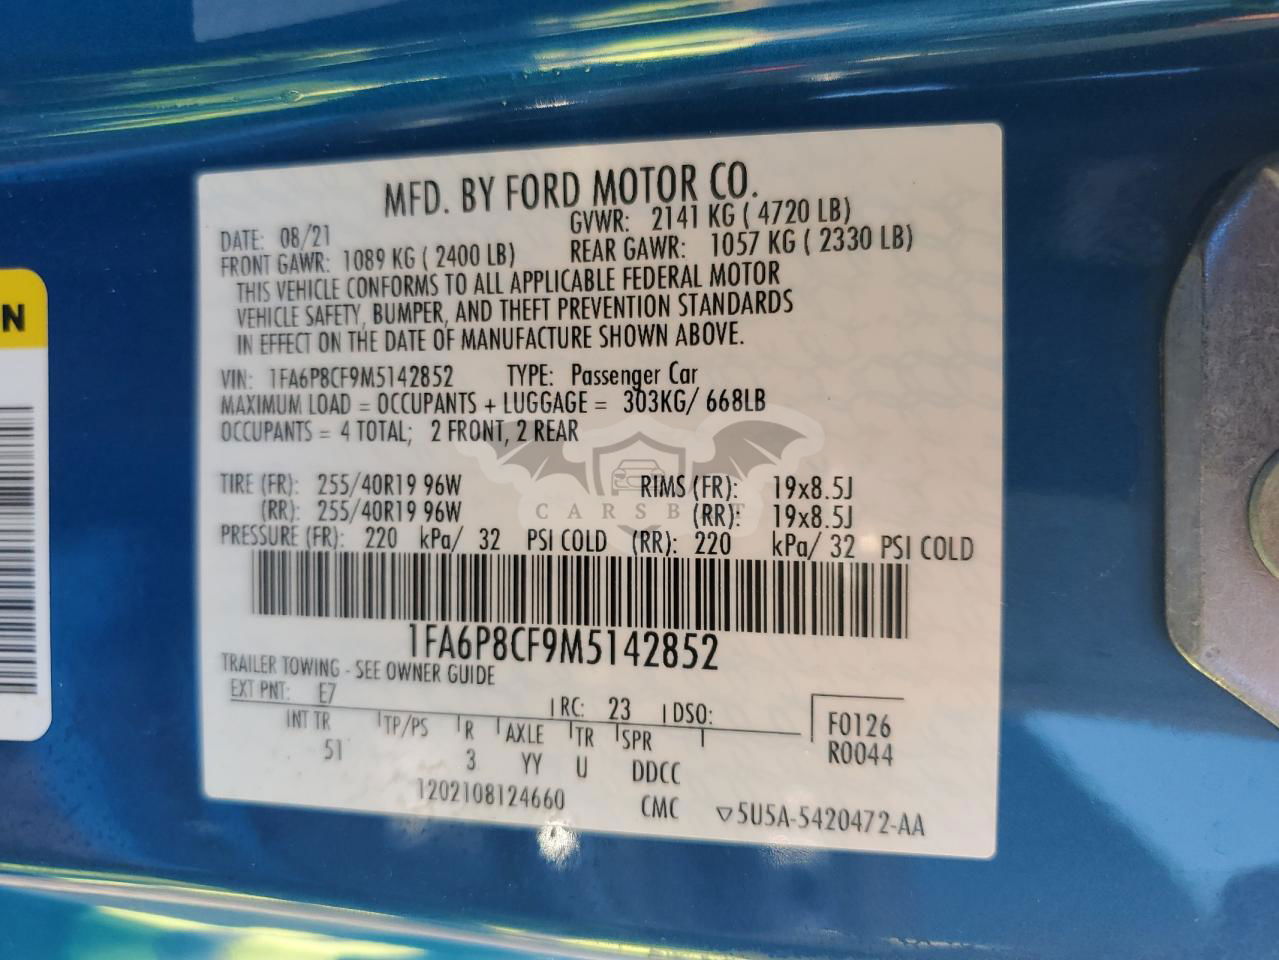 N
MFD. BY FORD MOTOR CO.
DATE: 08/21 GVWR: 2141 KG ( 4720 LB)
FRONT GAWR: 1089 KG ( 2400 LB) REAR GAWR: 1057 KG ( 2330 LB)
THIS VEHICLE CONFORMS TO ALL APPLICABLE FEDERAL MOTOR
VEHICLE SAFETY, BUMPER, AND THEFT PREVENTION STANDARDS
IN EFFECT ON THE DATE OF MANUFACTURE SHOWN ABOVE.
VIN: 1FA6P8CF9M5142852 TYPE: Passenger Car
MAXIMUM LOAD = OCCUPANTS + LUGGAGE = 303KG/ 668LB
OCCUPANTS = 4 TOTAL; 2 FRONT, 2 REAR
TIRE (FR): 255/40R19 96W RIMS (FR): 19x8.5J
(RR): 255/40R19 96W (RR): 19x8.5J
PRESSURE (FR): 220 kPa/ 32 PSI COLD (RR): 220 kPa/ 32 PSI COLD
1FA6P8CF9M5142852
TRAILER TOWING - SEE OWNER GUIDE
EXT PNT: E7 RC: 23 DSO:
INT TR TP/PS R AXLE TR SPR F0126
51 3 YY U DDCC R0044
1202108124660 CMC ▽5U5A-5420472-AA